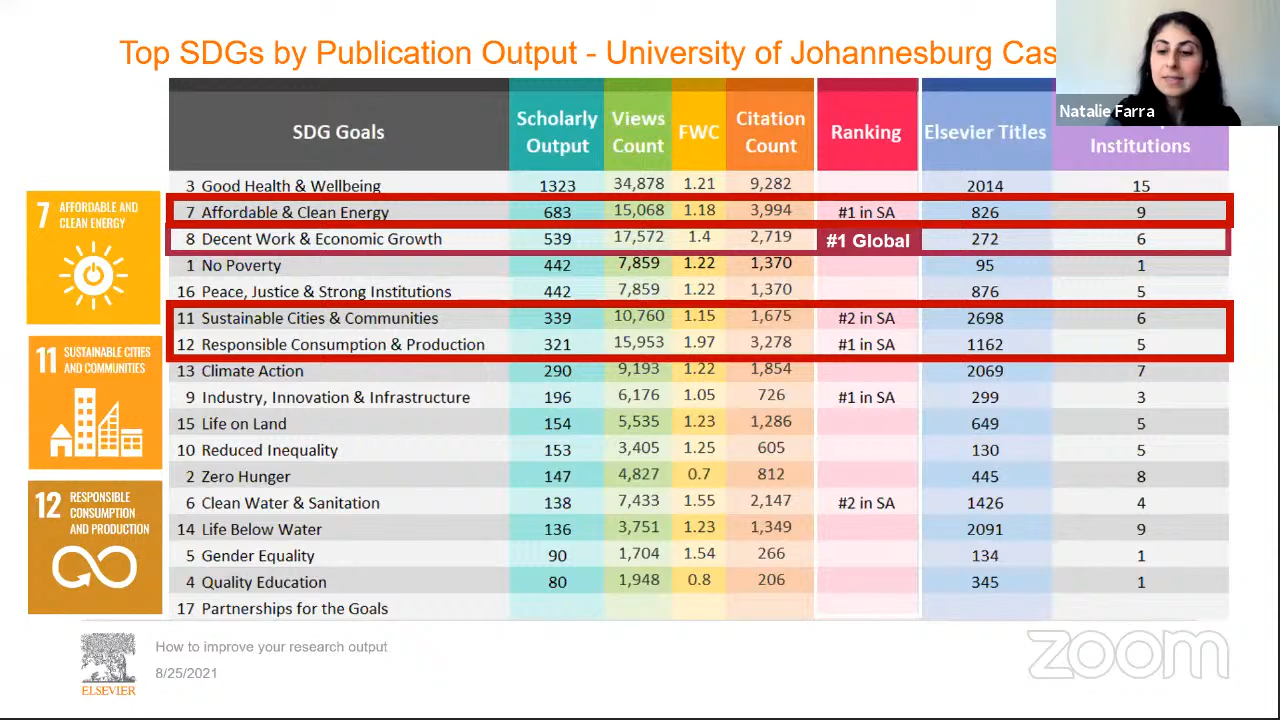 Top SDGs by Publication Output - University of Johannesburg Cas
Natalie Farra
SDG Goals Scholarly Output Views Count FWC Citation Count Ranking Elsevier Titles Institutions
3 Good Health & Wellbeing 1323 34,878 1.21 9,282 2014 15
7 Affordable & Clean Energy 683 15,068 1.18 3,994 #1 in SA 826 9
8 Decent Work & Economic Growth 539 17,572 1.4 2,719 #1 Global 272 6
1 No Poverty 442 7,859 1.22 1,370 95 1
16 Peace, Justice & Strong Institutions 442 7,859 1.22 1,370 876 5
11 Sustainable Cities & Communities 339 10,760 1.15 1,675 #2 in SA 2698 6
12 Responsible Consumption & Production 321 15,953 1.97 3,278 #1 in SA 1162 5
13 Climate Action 290 9,193 1.22 1,854 2069 7
9 Industry, Innovation & Infrastructure 196 6,176 1.05 726 #1 in SA 299 3
15 Life on Land 154 5,535 1.23 1,286 649 5
10 Reduced Inequality 153 3,405 1.25 605 130 5
2 Zero Hunger 147 4,827 0.7 812 445 8
6 Clean Water & Sanitation 138 7,433 1.55 2,147 #2 in SA 1426 4
14 Life Below Water 136 3,751 1.23 1,349 2091 9
5 Gender Equality 90 1,704 1.54 266 134 1
4 Quality Education 80 1,948 0.8 206 345 1
17 Partnerships for the Goals
7 AFFORDABLE AND
CLEAN ENERGY
11 SUSTAINABLE CITIES
AND COMMUNITIES
12 RESPONSIBLE
CONSUMPTION
AND PRODUCTION
ELSEVIER
How to improve your research output
8/25/2021
zoom